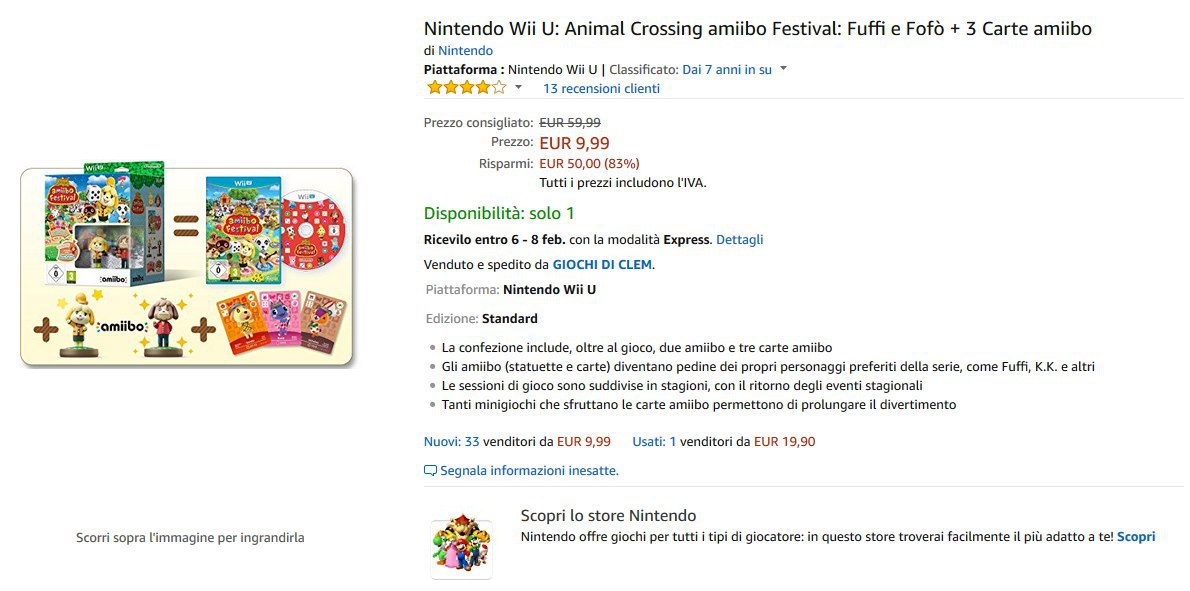 Nintendo Wii U: Animal Crossing amiibo Festival: Fuffi e Fofò + 3 Carte amiibo
di Nintendo
Piattaforma : Nintendo Wii U | Classificato: Dai 7 anni in su
13 recensioni clienti
Prezzo consigliato: EUR 59,99
Prezzo: EUR 9,99
Risparmi: EUR 50,00 (83%)
Tutti i prezzi includono l'IVA.
Disponibilità: solo 1
Ricevilo entro 6 - 8 feb. con la modalità Express. Dettagli
Venduto e spedito da GIOCHI DI CLEM.
Piattaforma: Nintendo Wii U
Edizione: Standard
La confezione include, oltre al gioco, due amiibo e tre carte amiibo
Gli amiibo (statuette e carte) diventano pedine dei propri personaggi preferiti della serie, come Fuffi, K.K. e altri
Le sessioni di gioco sono suddivise in stagioni, con il ritorno degli eventi stagionali
Tanti minigiochi che sfruttano le carte amiibo permettono di prolungare il divertimento
Nuovi: 33 venditori da EUR 9,99 Usati: 1 venditori da EUR 19,90
Segnala informazioni inesatte.
Scopri lo store Nintendo
Nintendo offre giochi per tutti i tipi di giocatore: in questo store troverai facilmente il più adatto a te! Scopri
WiiU
amiibo
festival
amiibo
WiiU
amiibo
festival
WiiU
+ amiibo +
Scorri sopra l'immagine per ingrandirla